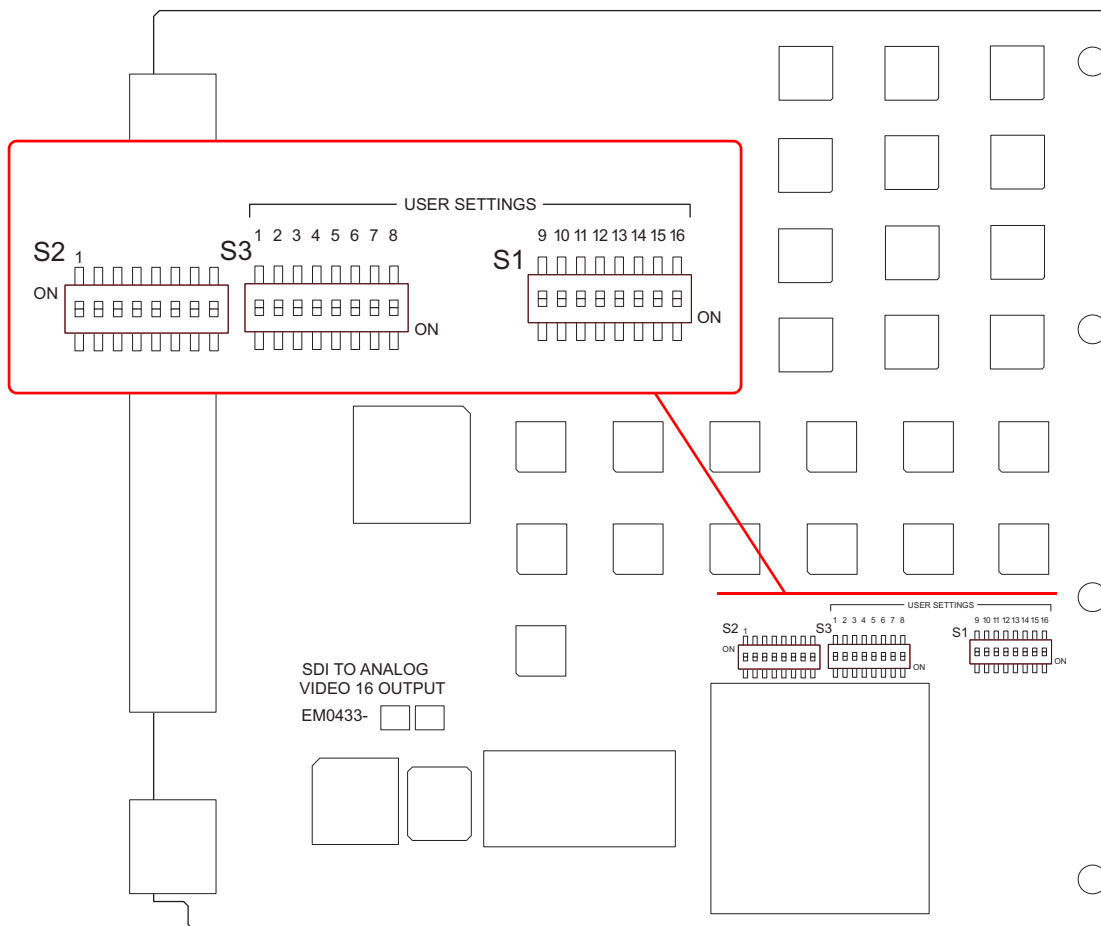 USER SETTINGS
S2 1
ON
S3
1 2 3 4 5 6 7 8
ON
S1
9 10 11 12 13 14 15 16
ON
USER SETTINGS
S2 1
ON
S3
1 2 3 4 5 6 7 8
ON
S1
9 10 11 12 13 14 15 16
ON
SDI TO ANALOG
VIDEO 16 OUTPUT
EM0433-